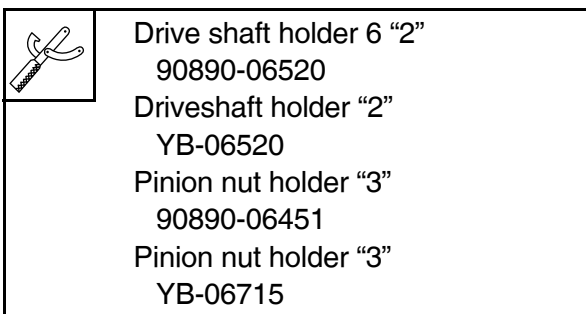 Drive shaft holder 6 “2”
90890-06520
Driveshaft holder “2”
YB-06520
Pinion nut holder “3”
90890-06451
Pinion nut holder “3”
YB-06715